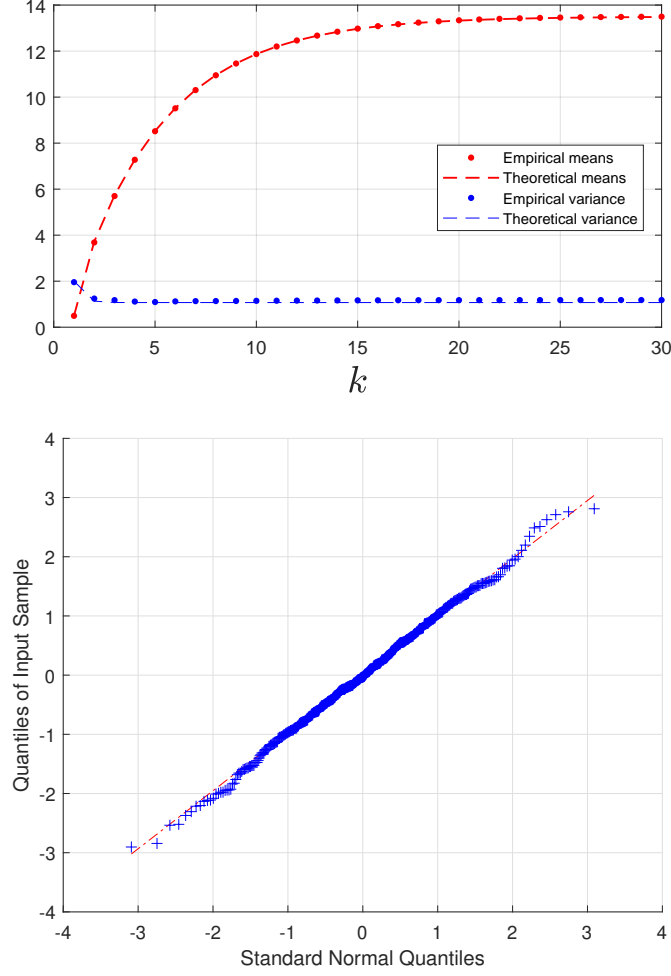 14
12
10
8
6
4
2
0
Empirical means
Theoretical means
Empirical variance
Theoretical variance
0 5 10 15 20 25 30
k
4
3
2
1
0
-1
-2
-3
-4
Quantiles of Input Sample
-4 -3 -2 -1 0 1 2 3 4
Standard Normal Quantiles